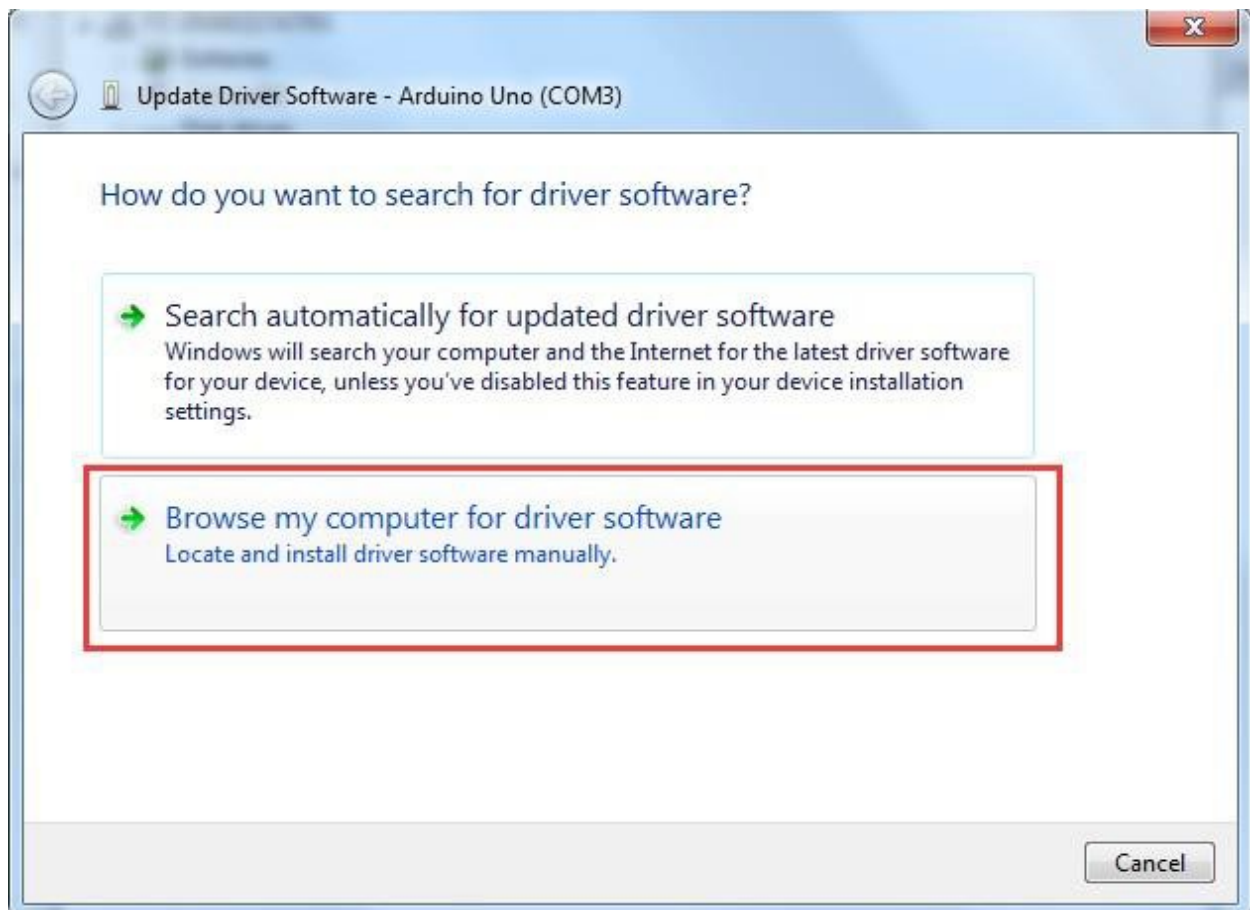 Update Driver Software - Arduino Uno (COM3)
How do you want to search for driver software?
Search automatically for updated driver software
Windows will search your computer and the Internet for the latest driver software
for your device, unless you've disabled this feature in your device installation
settings.
Browse my computer for driver software
Locate and install driver software manually.
Cancel